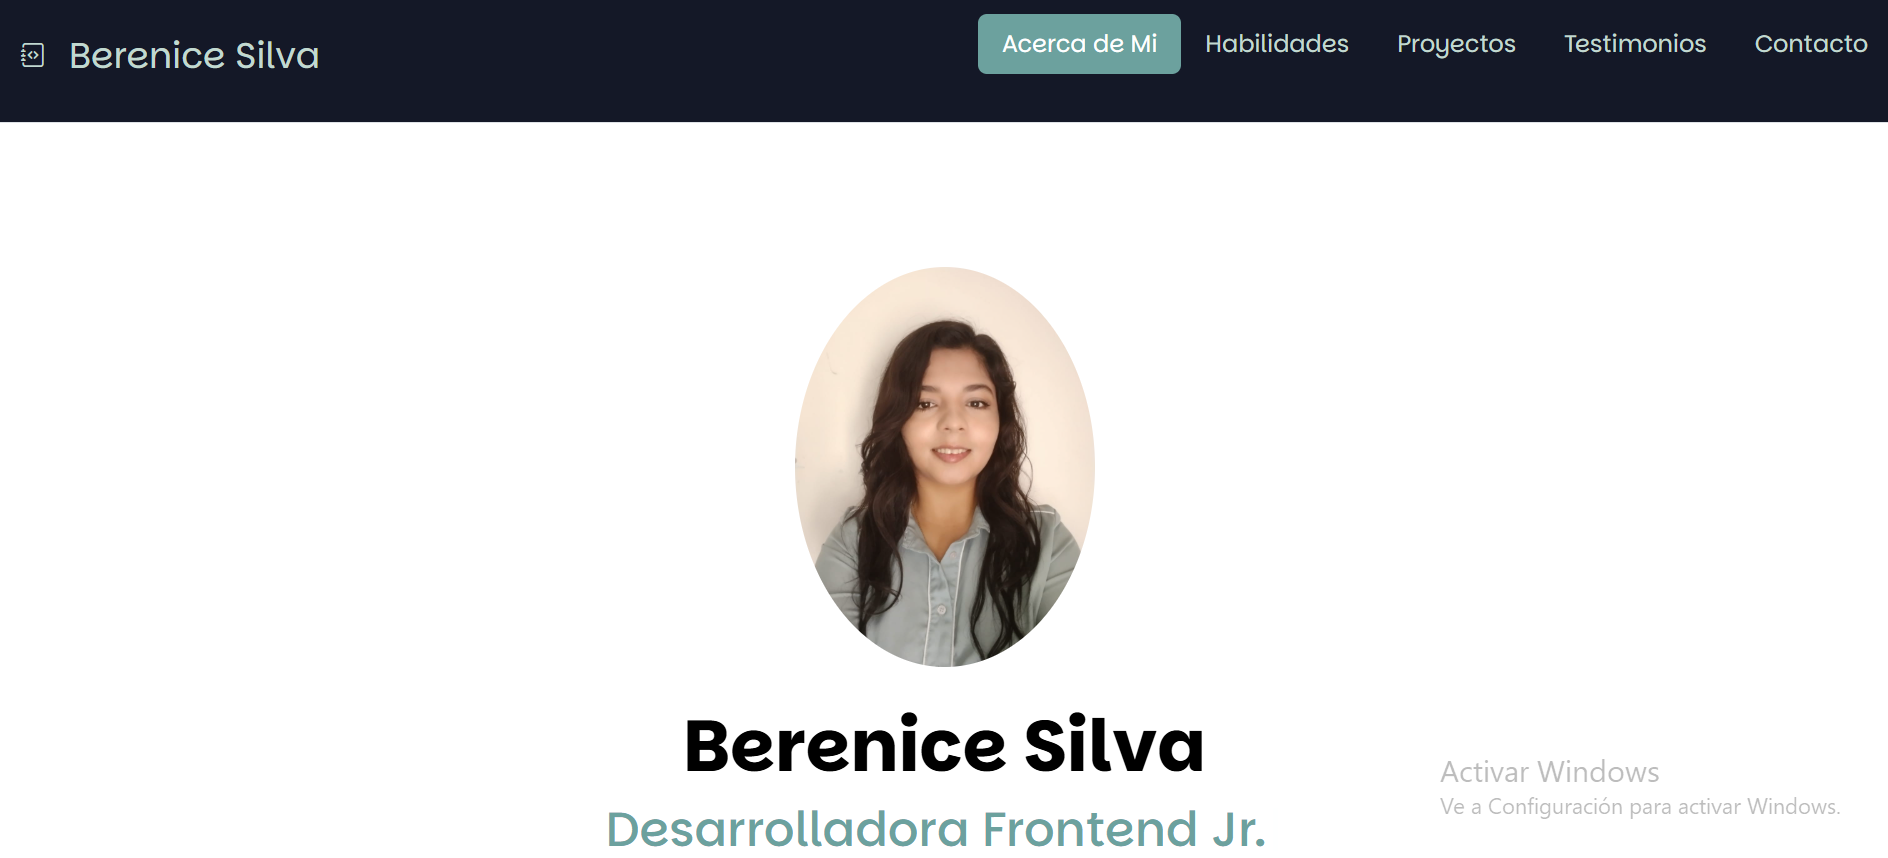 Berenice Silva
Acerca de Mi
Habilidades
Proyectos
Testimonios
Contacto
Berenice Silva
Desarrolladora Frontend Jr.
Activar Windows
Ve a Configuración para activar Windows.